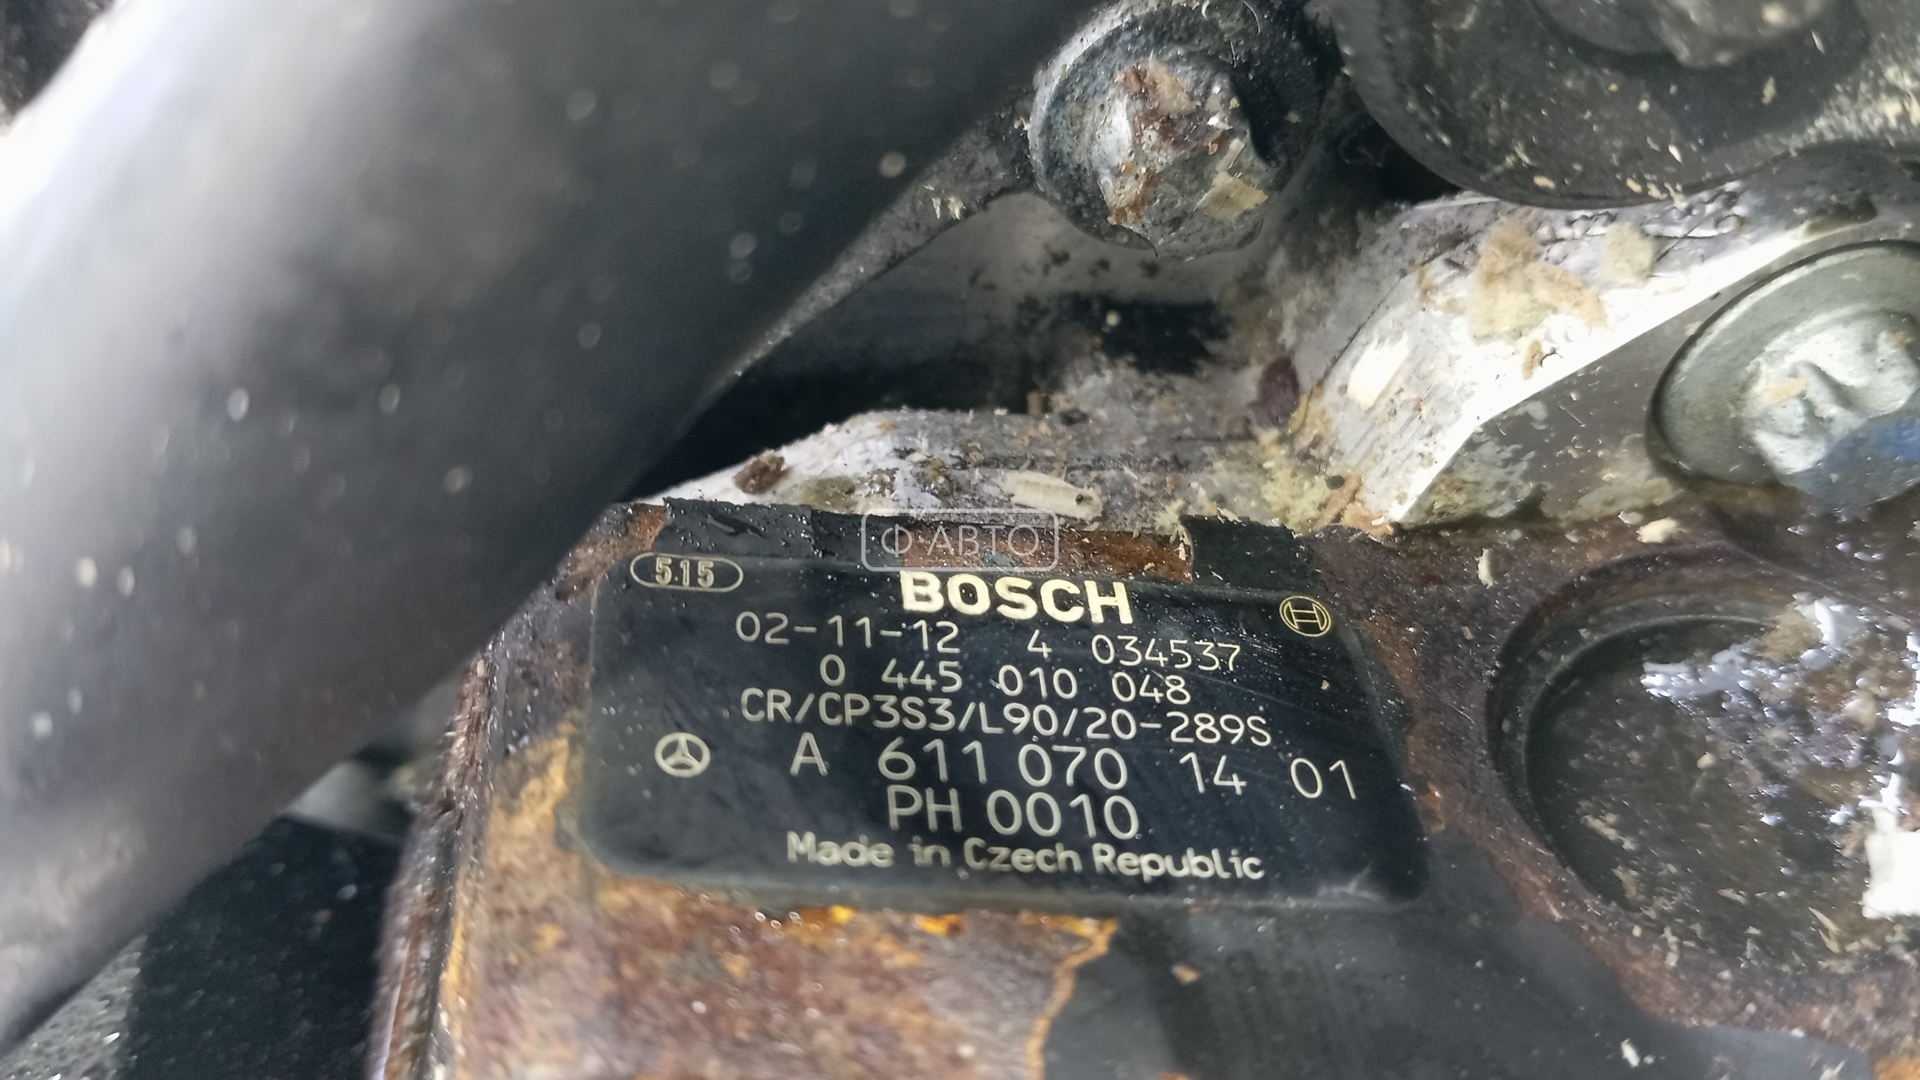 Ф АВТО
515
BOSCH
02-11-12 4 034537
0 445 010 048
CR/CP3S3/L90/20-289S
A 611 070 14 01
PH 0010
Made in Czech Republic